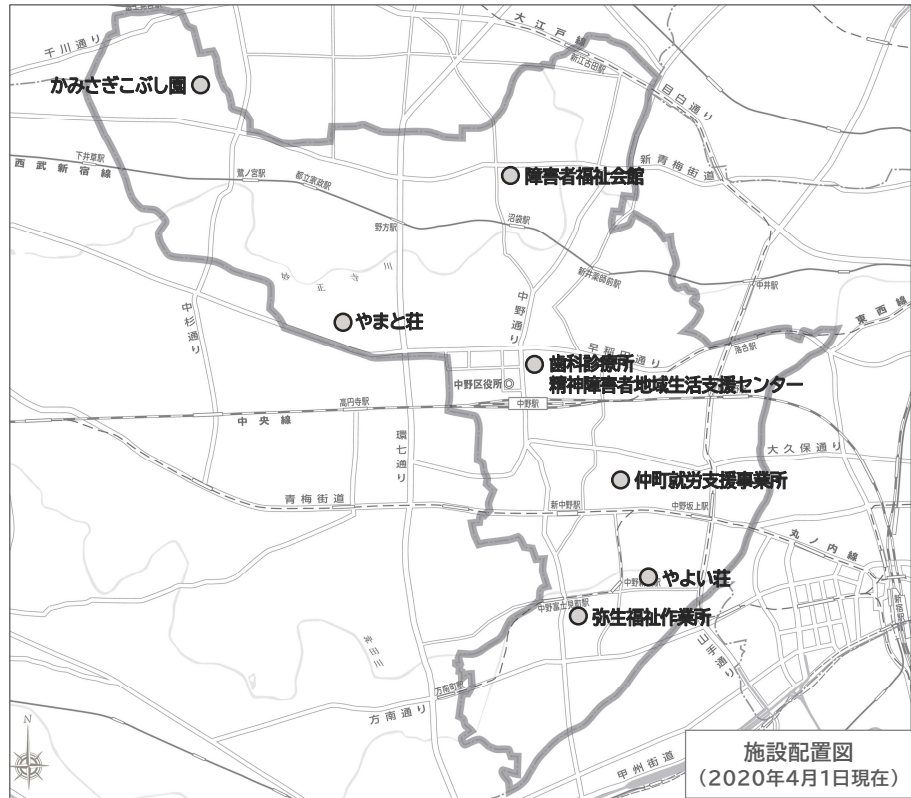 千川通り
大江戸線
新江古田駅
かみさぎこぶし園
目白通り
下井草駅
西武新宿線
鷺ノ宮駅
都立家政駅
障害者福祉会館
新青梅街道
野方駅
沼袋駅
新井薬師前駅
中井駅
妙正寺川
中杉通り
やまと荘
中野通り
東西線
早稲田通り
落合駅
歯科診療所
精神障害者地域生活支援センター
中野区役所
高円寺駅
中野駅
中央線
環七通り
大久保通り
仲町就労支援事業所
青梅街道
新中野駅
中野坂上駅
丸ノ内線
やよい荘
中野富士見町駅
弥生福祉作業所
新宿駅
山手通り
方南町駅
方南通り
N
甲州街道
施設配置図
(2020年4月1日現在)